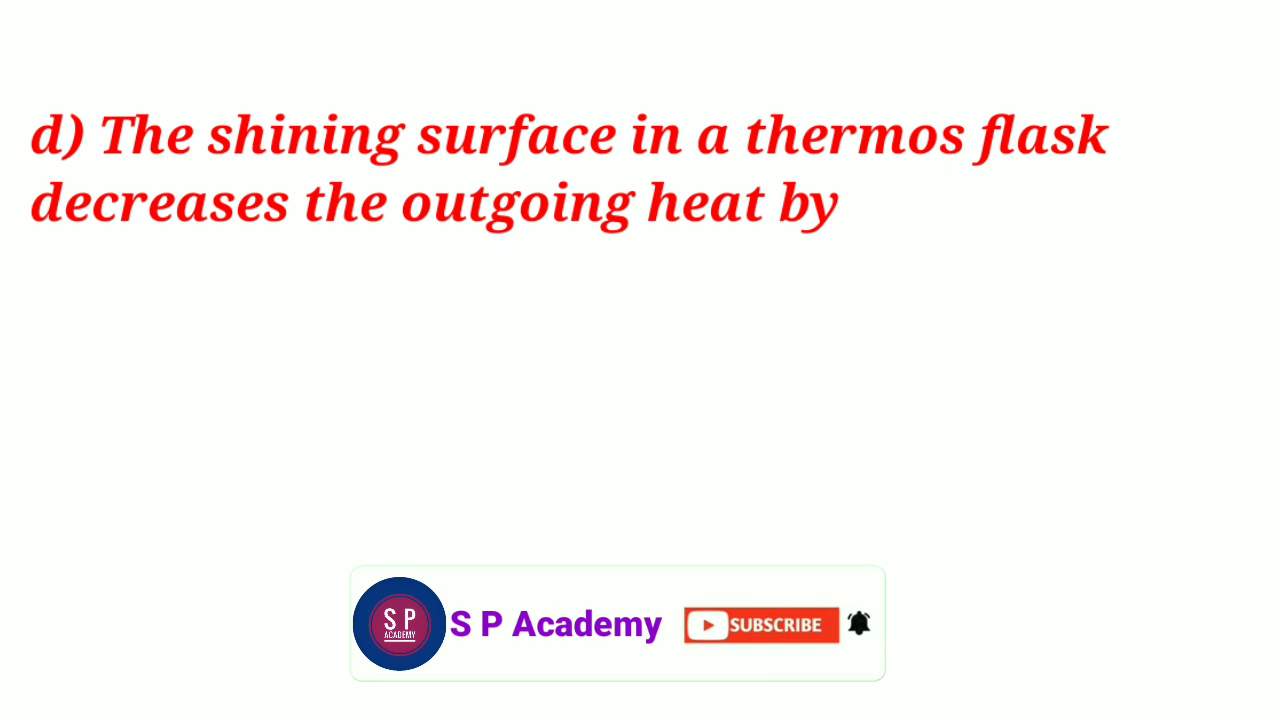 d) The shining surface in a thermos flask
decreases the outgoing heat by
S P
ACADEMY
S P Academy
SUBSCRIBE